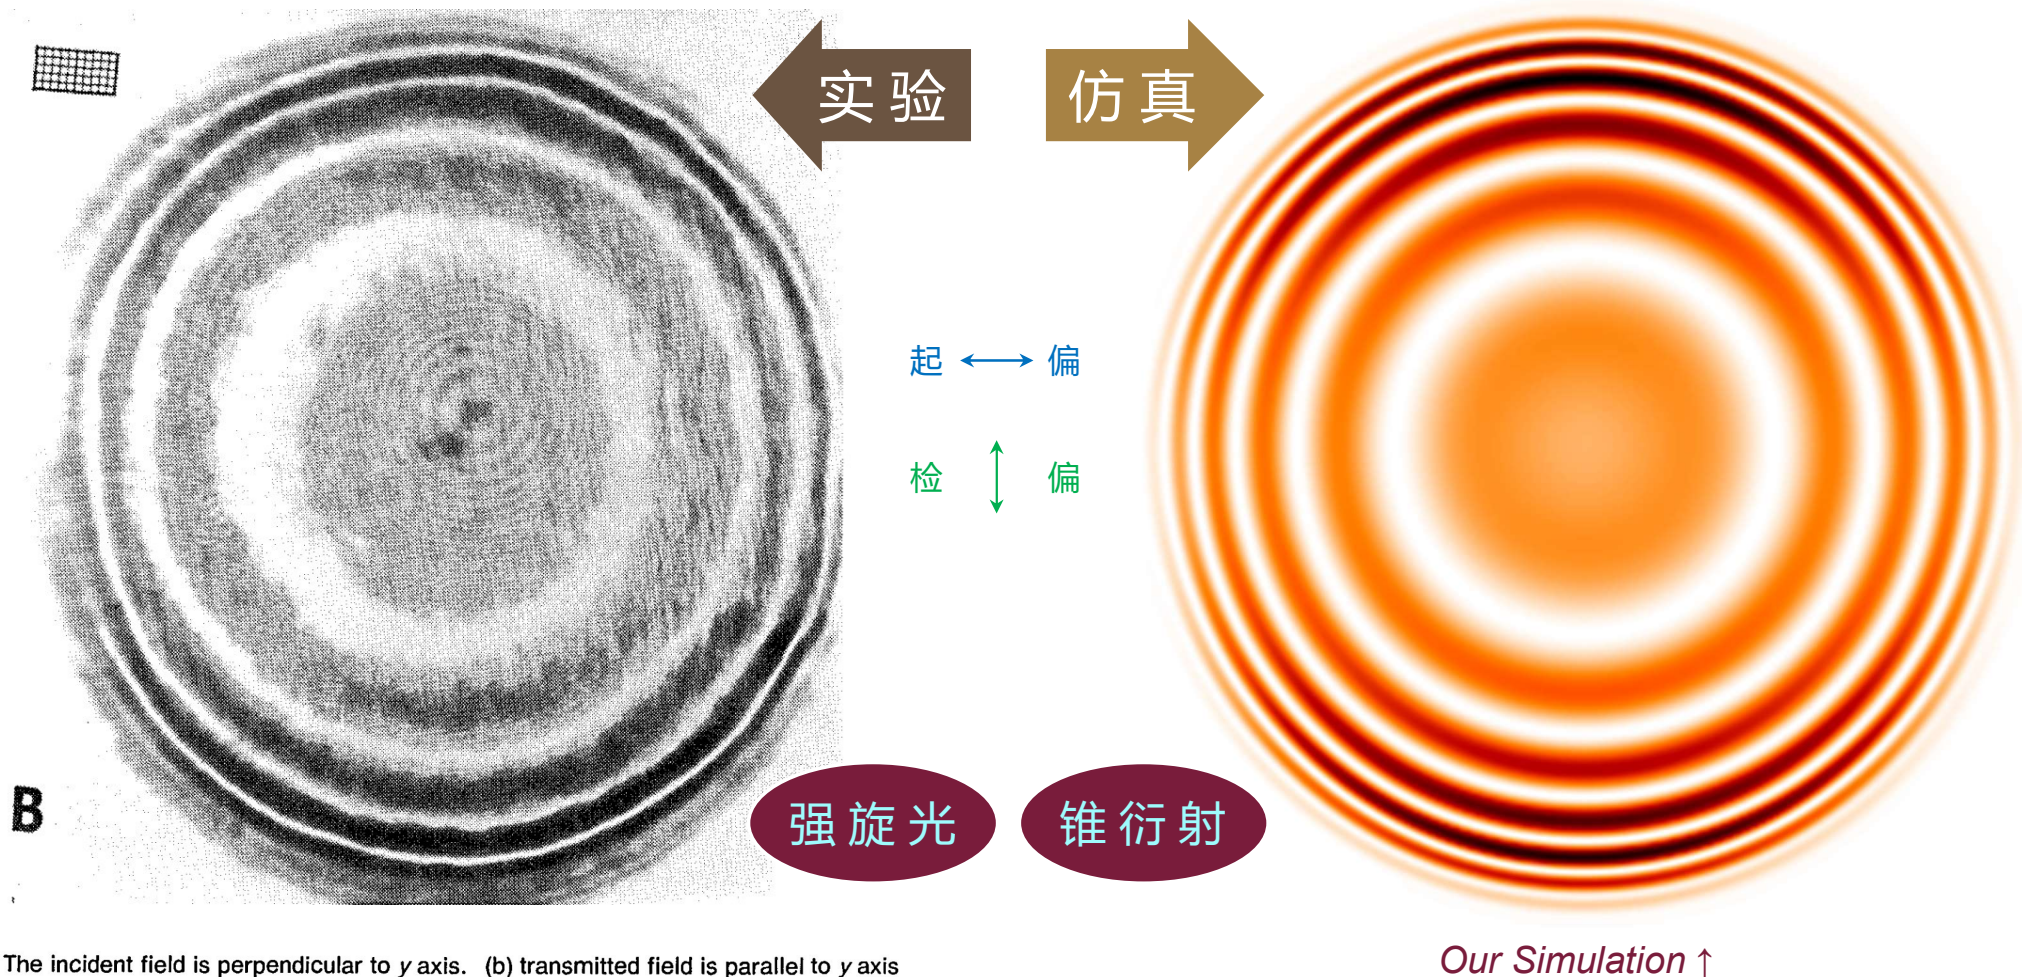 实验
仿真
起 偏
检 偏
B
强旋光
锥衍射
The incident field is perpendicular to y axis. (b) transmitted field is parallel to y axis
Our Simulation ↑